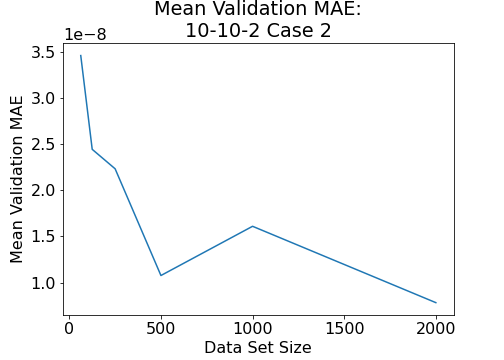 Mean Validation MAE:
10-10-2 Case 2
1e−8
3.5
3.0
2.5
2.0
1.5
1.0
Mean Validation MAE
0 500 1000 1500 2000
Data Set Size